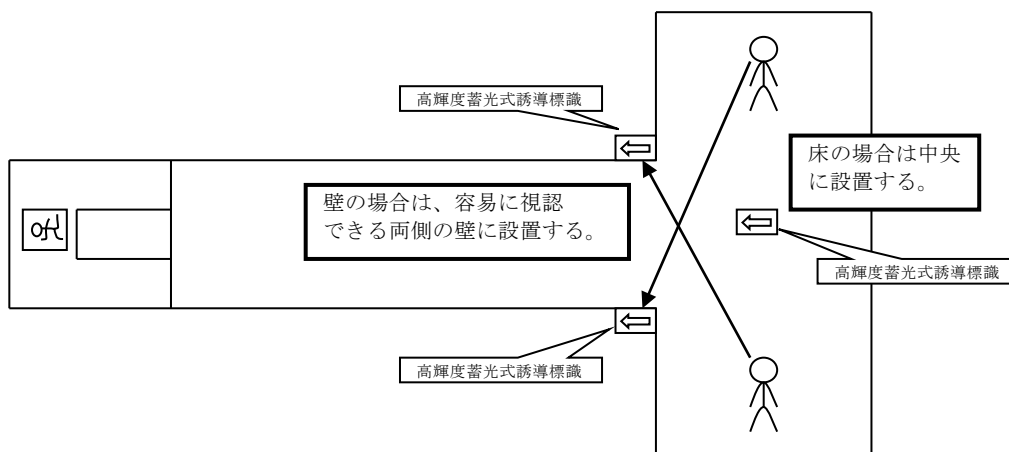 高輝度蓄光式誘導標識
床の場合は中央
に設置する。
壁の場合は、容易に視認
できる両側の壁に設置する。
高輝度蓄光式誘導標識
高輝度蓄光式誘導標識